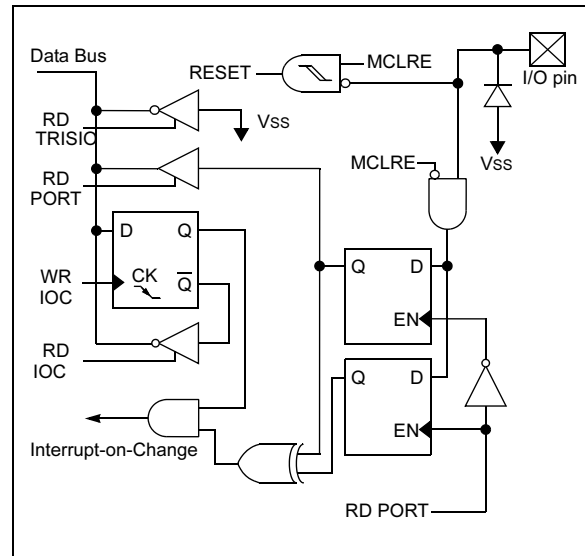 Data Bus
RESET
MCLRE
I/O pin
RD
TRISIO
VSS
VSS
RD
PORT
MCLRE
D
Q
CK
Q̅
WR
IOC
Q
D
EN
RD
IOC
Q
D
EN
Interrupt-on-Change
RD PORT